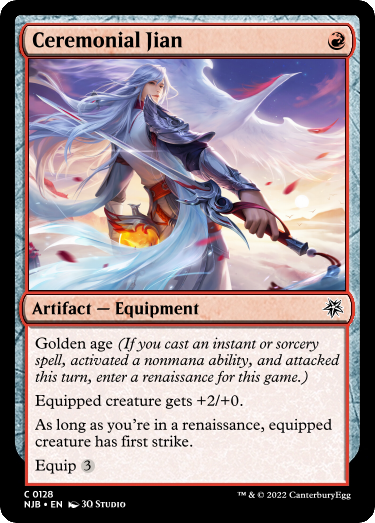 Ceremonial Jian
Artifact — Equipment
Golden age (If you cast an instant or sorcery
spell, activated a nonmana ability, and attacked
this turn, enter a renaissance for this game.)
Equipped creature gets +2/+0.
As long as you're in a renaissance, equipped
creature has first strike.
Equip 3
C 0128
NJB • EN 30 Studio
™ & © 2022 CanterburyEgg